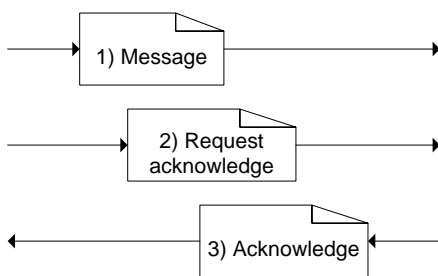 1) Message
2) Request
acknowledge
3) Acknowledge